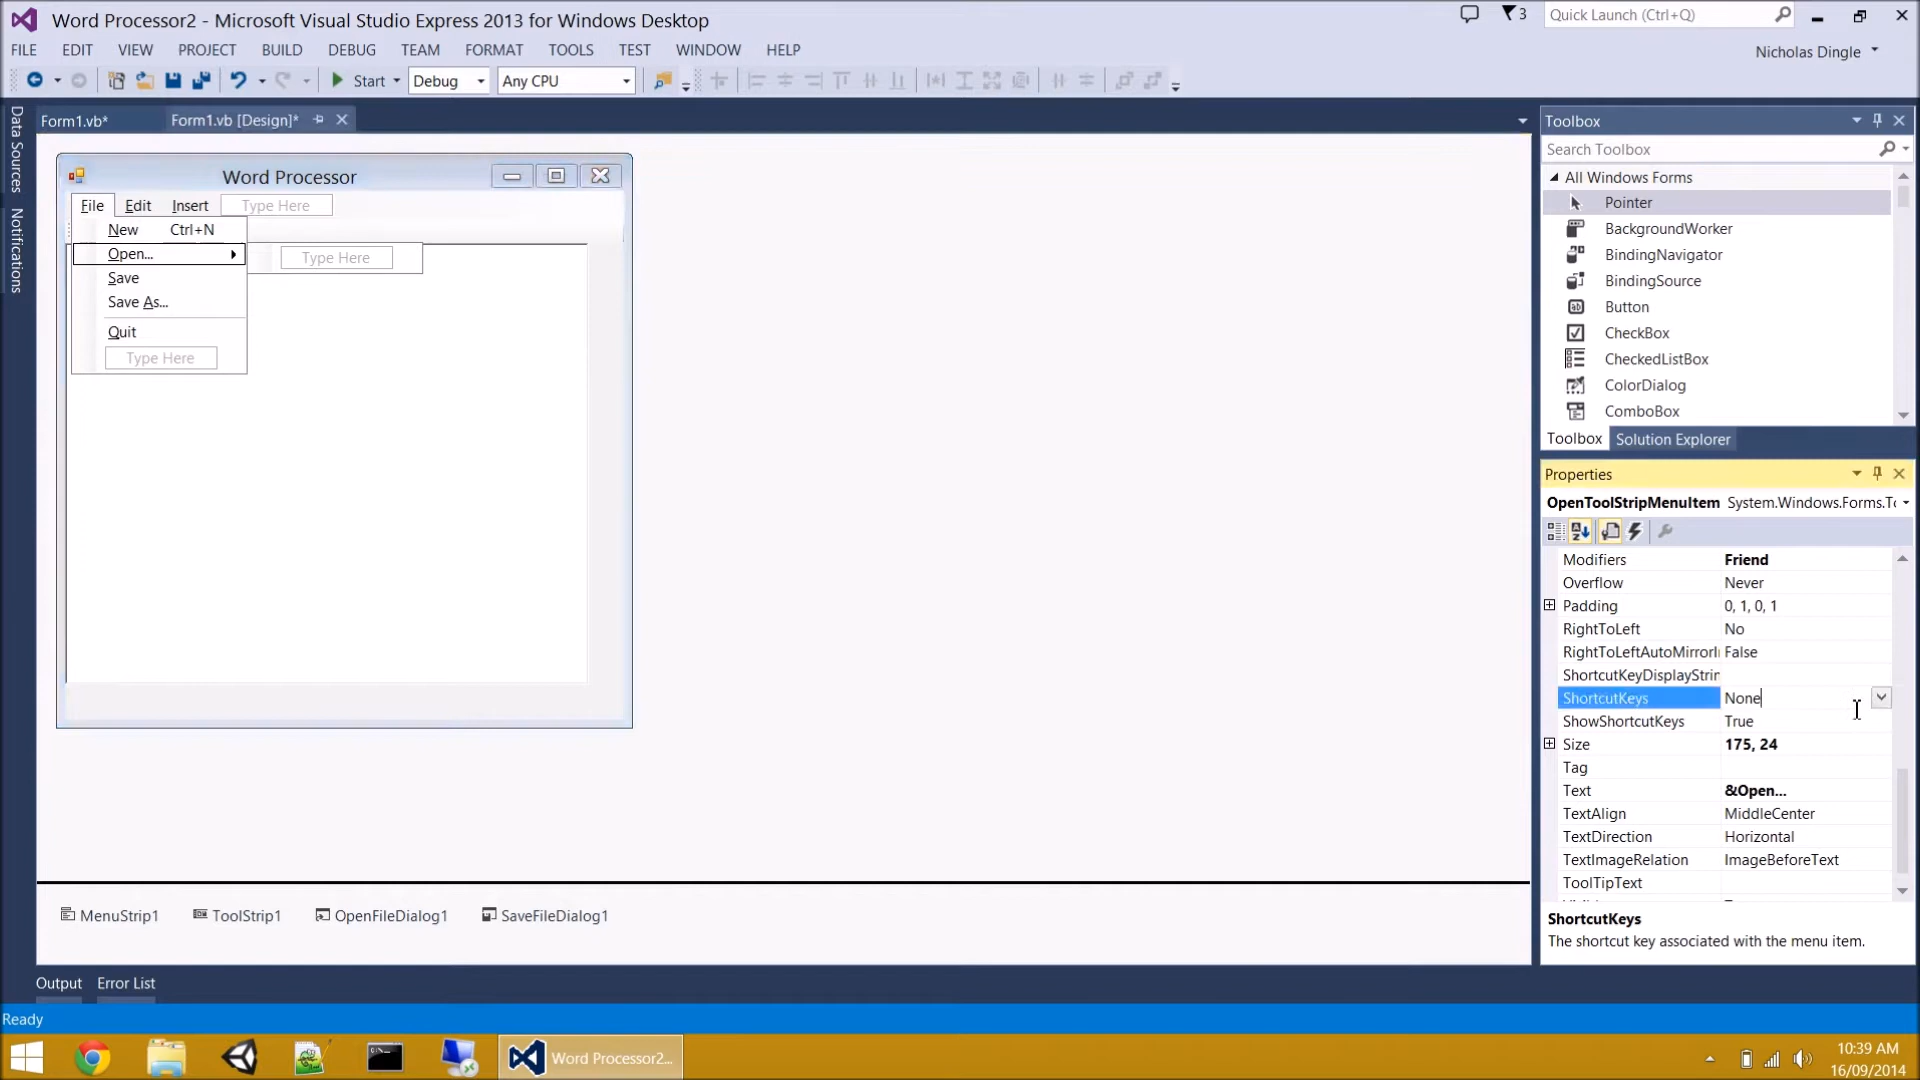 Word Processor2 - Microsoft Visual Studio Express 2013 for Windows Desktop
3
Quick Launch (Ctrl+Q)
FILE EDIT VIEW PROJECT BUILD DEBUG TEAM FORMAT TOOLS TEST WINDOW HELP
Nicholas Dingle
Start Debug Any CPU
Data Sources
Notifications
Form1.vb* Form1.vb [Design]*
Word Processor
File Edit Insert Type Here
New Ctrl+N
Open...
Type Here
Save
Save As...
Quit
Type Here
MenuStrip1 ToolStrip1 OpenFileDialog1 SaveFileDialog1
Toolbox
Search Toolbox
All Windows Forms
Pointer
BackgroundWorker
BindingNavigator
BindingSource
Button
CheckBox
CheckedListBox
ColorDialog
ComboBox
Toolbox Solution Explorer
Properties
OpenToolStripMenuItem System.Windows.Forms.To
Modifiers Friend
Overflow Never
Padding 0, 1, 0, 1
RightToLeft No
RightToLeftAutoMirrorI False
ShortcutKeyDisplayStrin
ShortcutKeys None
ShowShortcutKeys True
Size 175, 24
Tag
Text &Open...
TextAlign MiddleCenter
TextDirection Horizontal
TextImageRelation ImageBeforeText
ToolTipText
ShortcutKeys
The shortcut key associated with the menu item.
Output Error List
Ready
Word Processor2...
10:39 AM
16/09/2014